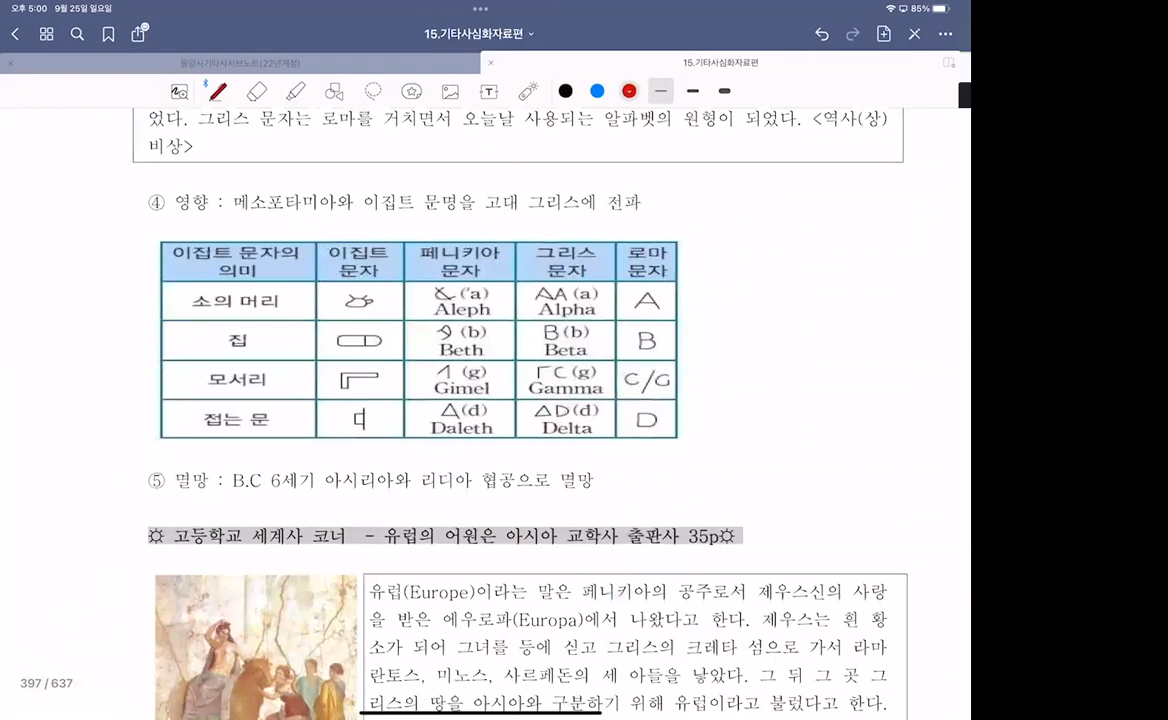 오후 5:00 9월 25일 일요일
85%
15.기타사심화자료편
동양사기타사서브노트(22년개정)
15.기타사심화자료편
었다. 그리스 문자는 로마를 거치면서 오늘날 사용되는 알파벳의 원형이 되었다. <역사(상)
비상>
④ 영향 : 메소포타미아와 이집트 문명을 고대 그리스에 전파
이집트 문자의 의미 이집트 문자 페니키아 문자 그리스 문자 로마 문자
소의 머리 ('a) Aleph AA (a) Alpha A
집 (b) Beth B (b) Beta B
모서리 (g) Gimel ΓC (g) Gamma C/G
접는 문 △(d) Daleth ΔD(d) Delta D
⑤ 멸망 : B.C 6세기 아시리아와 리디아 협공으로 멸망
☼ 고등학교 세계사 코너 - 유럽의 어원은 아시아 교학사 출판사 35p☼
유럽(Europe)이라는 말은 페니키아의 공주로서 제우스신의 사랑
을 받은 에우로파(Europa)에서 나왔다고 한다. 제우스는 흰 황
소가 되어 그녀를 등에 싣고 그리스의 크레타 섬으로 가서 라마
란토스, 미노스, 사르페돈의 세 아들을 낳았다. 그 뒤 그 곳 그
리스의 땅을 아시아와 구분하기 위해 유럽이라고 불렀다고 한다.
397 / 637